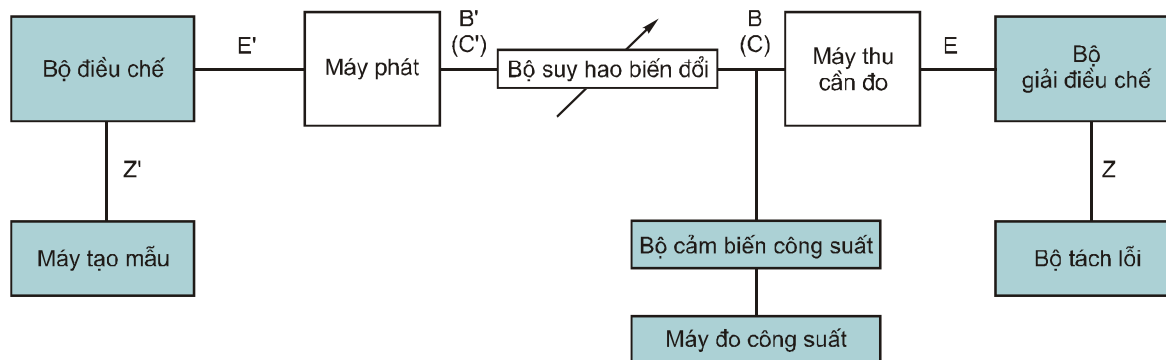 Bộ điều chế
E'
Máy phát
B'
(C')
Bộ suy hao biến đổi
B
(C)
Máy thu
cần đo
E
Bộ
giải điều chế
Z'
Z
Máy tạo mẫu
Bộ cảm biến công suất
Bộ tách lỗi
Máy đo công suất